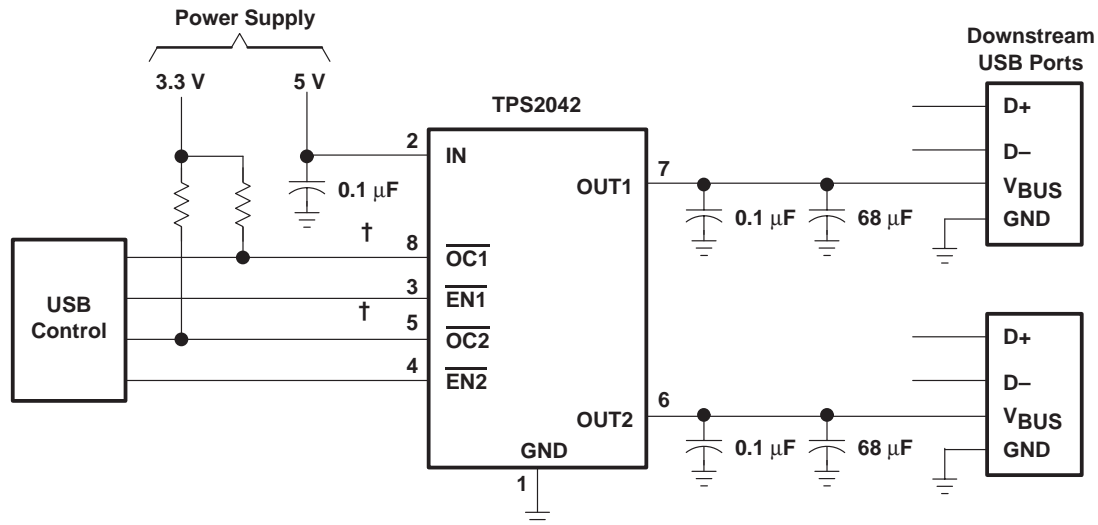 Power Supply
3.3 V
5 V
TPS2042
Downstream
USB Ports
2
IN
0.1 μF
7
OUT1
0.1 μF
68 μF
D+
D–
VBUS
GND
†
8
OC1
3
EN1
†
5
OC2
4
EN2
USB
Control
6
OUT2
0.1 μF
68 μF
D+
D–
VBUS
GND
GND
1